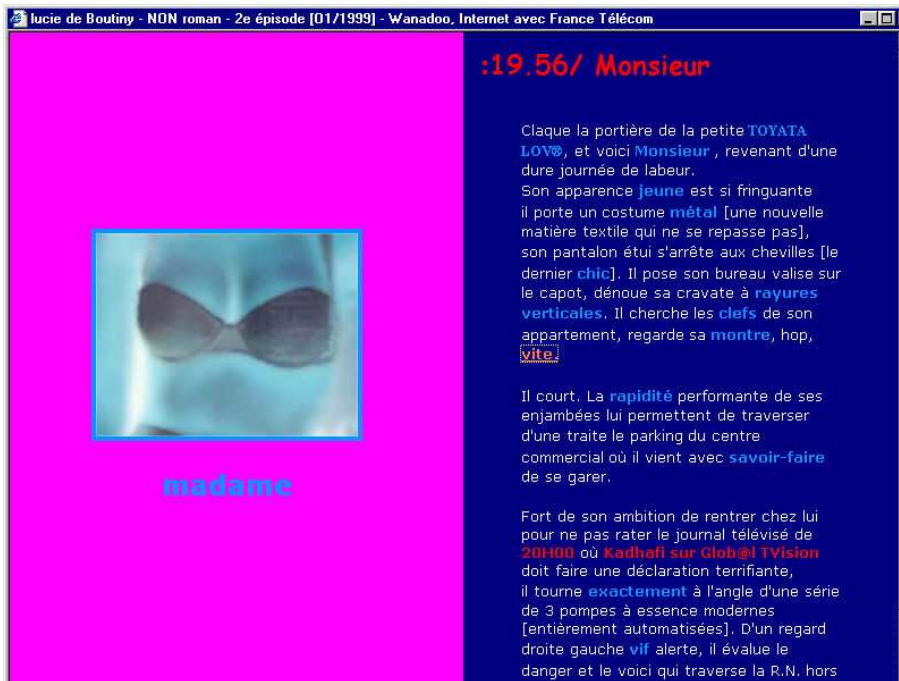 lucie de Boutiny - NON roman - 2e épisode [01/1999] - Wanadoo, Internet avec France Télécom
madame
:19.56/ Monsieur
Claque la portière de la petite TOYATA
LOV®, et voici Monsieur , revenant d'une
dure journée de labeur.
Son apparence jeune est si fringuante
il porte un costume métal [une nouvelle
matière textile qui ne se repasse pas],
son pantalon étui s'arrête aux chevilles [le
dernier chic]. Il pose son bureau valise sur
le capot, dénoue sa cravate à rayures
verticales. Il cherche les clefs de son
appartement, regarde sa montre, hop,
vite.
Il court. La rapidité performante de ses
enjambées lui permettent de traverser
d'une traite le parking du centre
commercial où il vient avec savoir-faire
de se garer.
Fort de son ambition de rentrer chez lui
pour ne pas rater le journal télévisé de
20H00 où Kadhafi sur Glob@l TVision
doit faire une déclaration terrifiante,
il tourne exactement à l'angle d'une série
de 3 pompes à essence modernes
[entièrement automatisées]. D'un regard
droite gauche vif alerte, il évalue le
danger et le voici qui traverse la R.N. hors